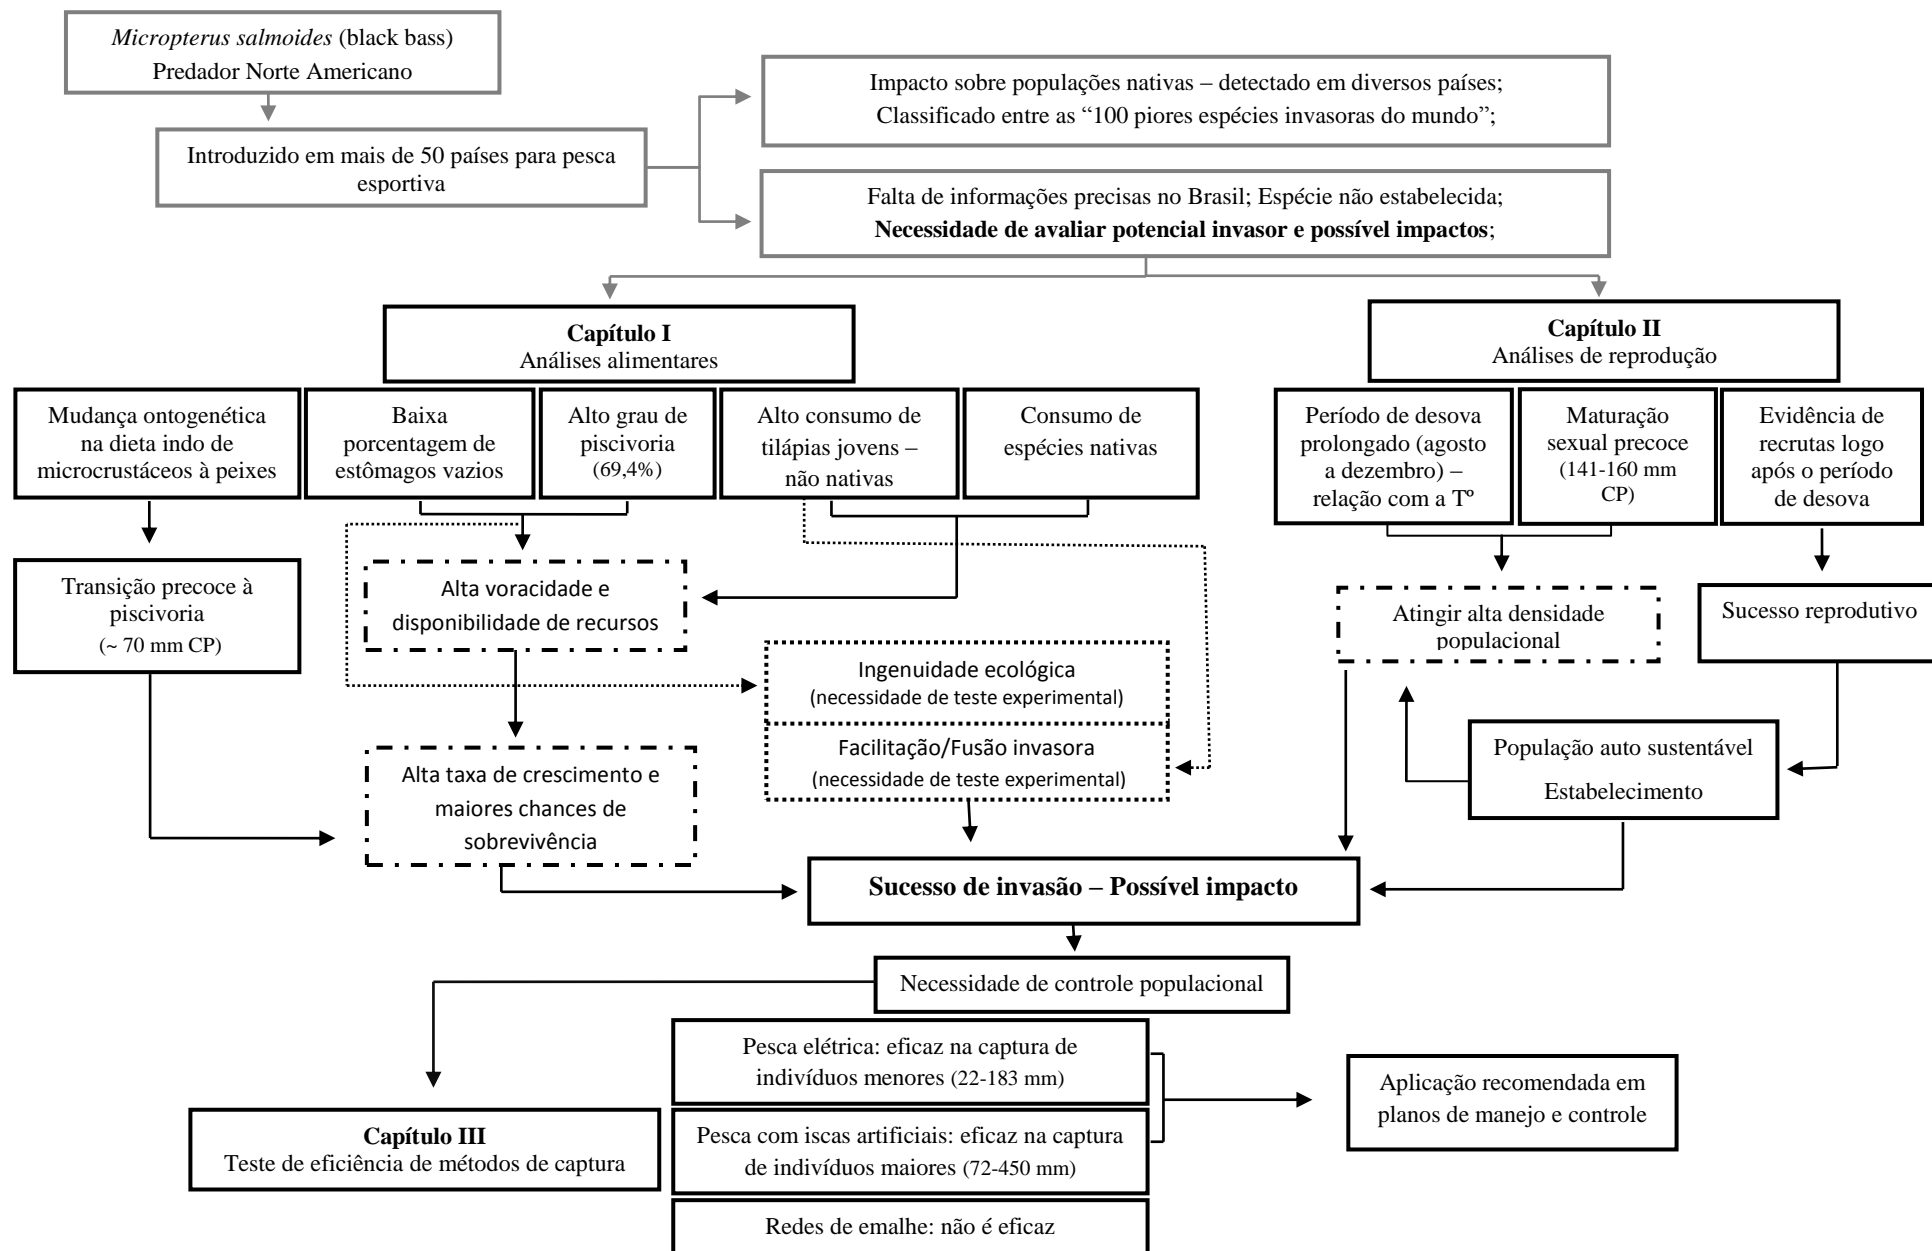 Micropterus salmoides (black bass)
Predador Norte Americano
Introduzido em mais de 50 países para pesca
esportiva
Impacto sobre populações nativas – detectado em diversos países;
Classificado entre as “100 piores espécies invasoras do mundo”;
Falta de informações precisas no Brasil; Espécie não estabelecida;
Necessidade de avaliar potencial invasor e possível impactos;
Capítulo I
Análises alimentares
Capítulo II
Análises de reprodução
Mudança ontogenética
na dieta indo de
microcrustáceos à peixes
Baixa
porcentagem de
estômagos vazios
Alto grau de
piscivoria
(69,4%)
Alto consumo de
tilápias jovens –
não nativas
Consumo de
espécies nativas
Período de desova
prolongado (agosto
a dezembro) –
relação com a Tº
Maturação
sexual precoce
(141-160 mm
CP)
Evidência de
recrutas logo
após o período
de desova
Transição precoce à
piscivoria
(~ 70 mm CP)
Alta voracidade e
disponibilidade de recursos
Atingir alta densidade
populacional
Sucesso reprodutivo
Ingenuidade ecológica
(necessidade de teste experimental)
Facilitação/Fusão invasora
(necessidade de teste experimental)
População auto sustentável
Estabelecimento
Alta taxa de crescimento e
maiores chances de
sobrevivência
Sucesso de invasão – Possível impacto
Necessidade de controle populacional
Capítulo III
Teste de eficiência de métodos de captura
Pesca elétrica: eficaz na captura de
indivíduos menores (22-183 mm)
Pesca com iscas artificiais: eficaz na captura
de indivíduos maiores (72-450 mm)
Redes de emalhe: não é eficaz
Aplicação recomendada em
planos de manejo e controle